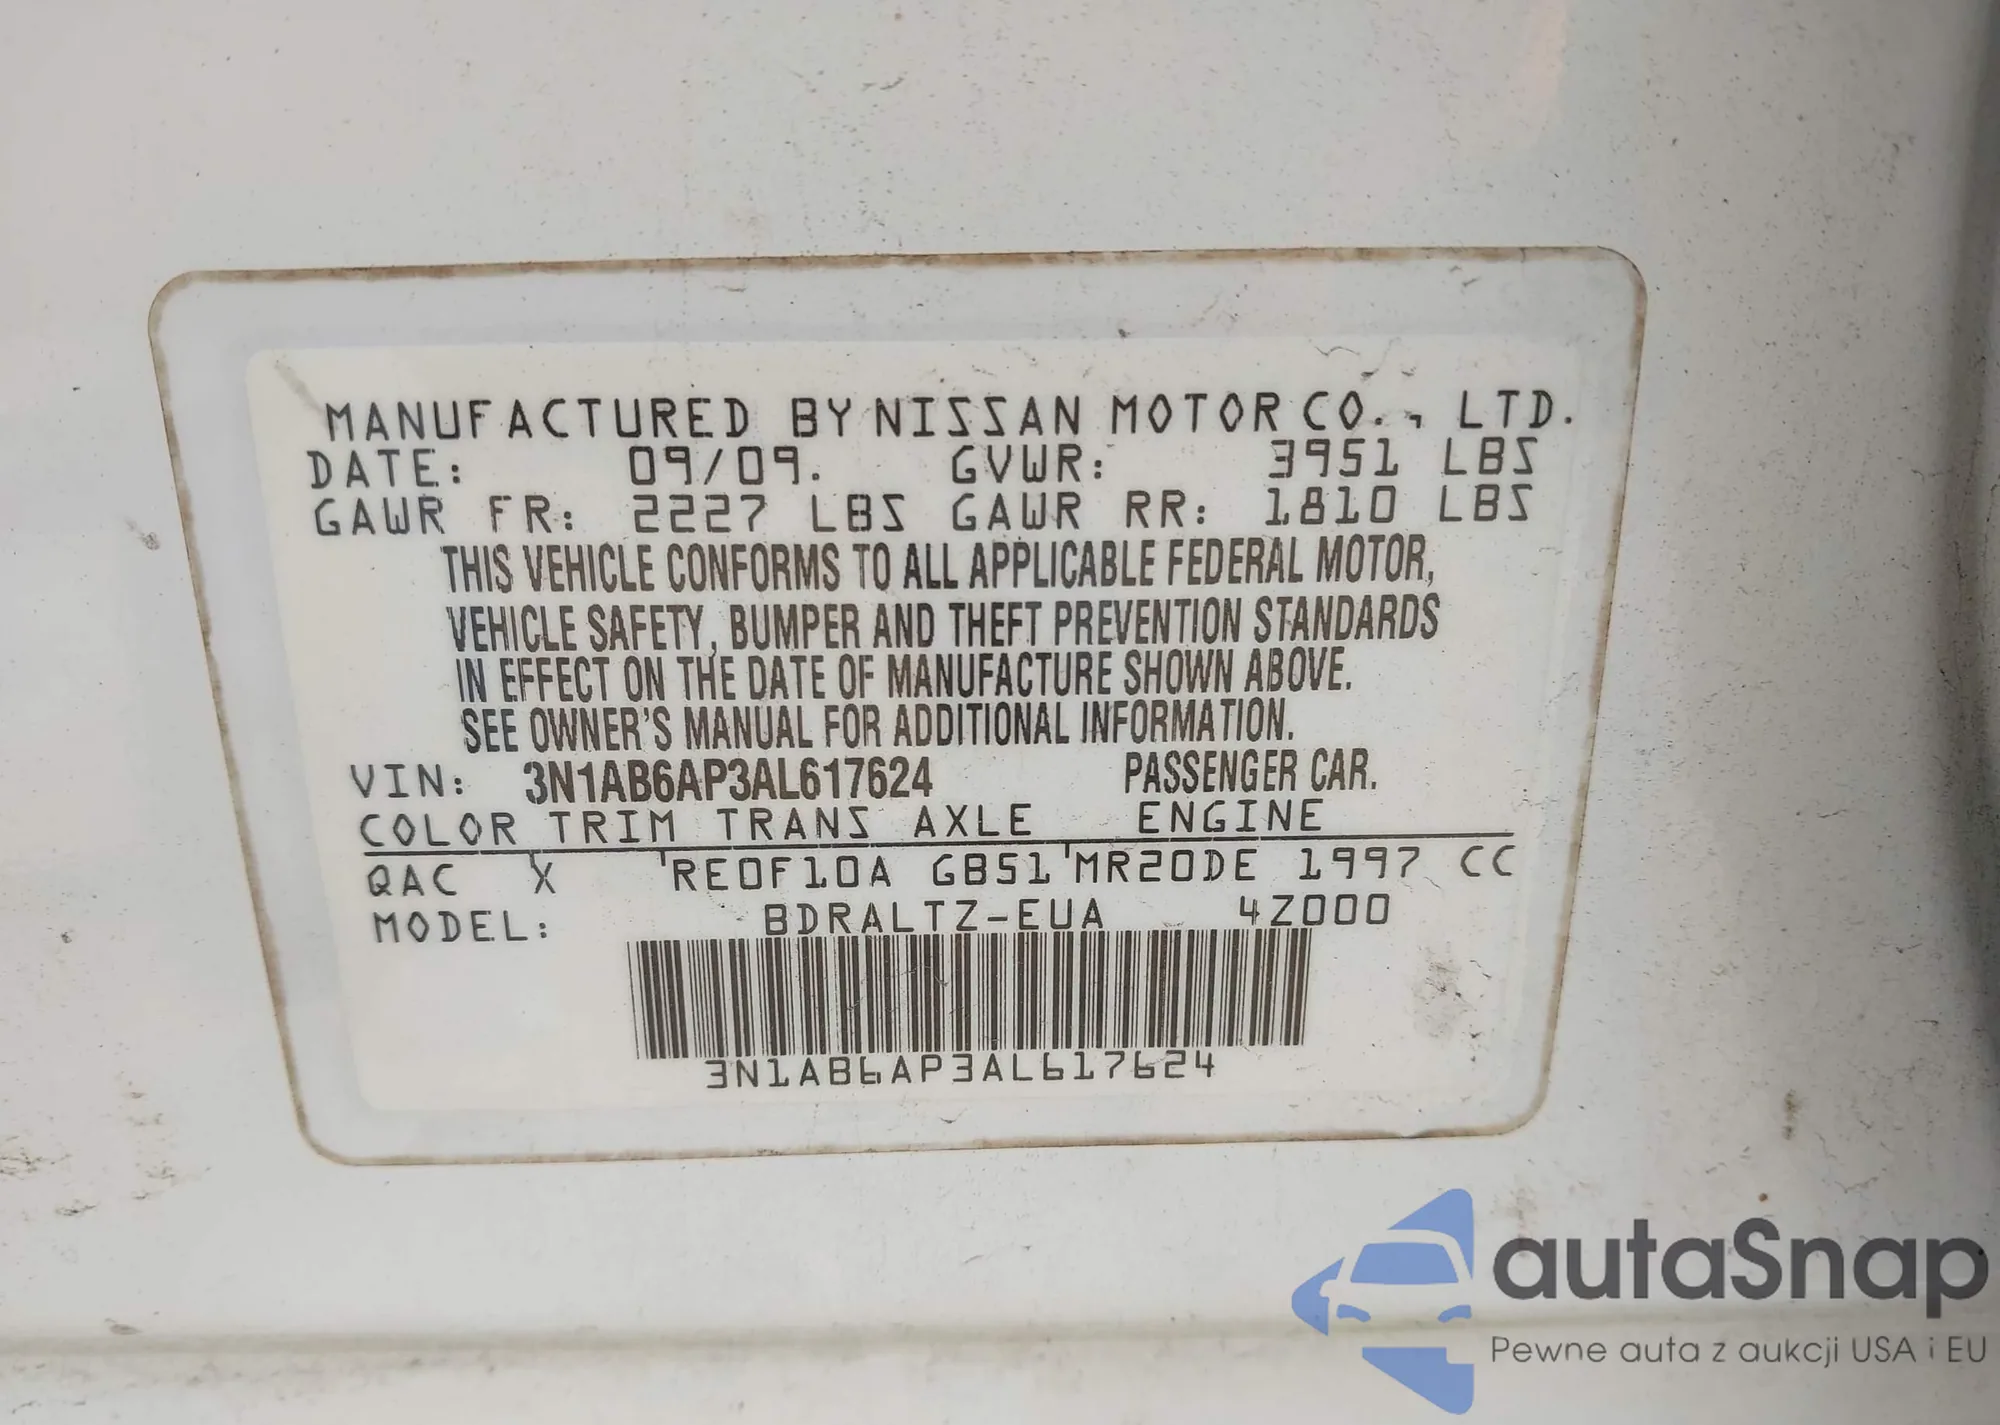 MANUFACTURED BY NISSAN MOTOR CO., LTD.
DATE: 09/09. GVWR: 3951 LBS
GAWR FR: 2227 LBS GAWR RR: 1810 LBS
THIS VEHICLE CONFORMS TO ALL APPLICABLE FEDERAL MOTOR,
VEHICLE SAFETY, BUMPER AND THEFT PREVENTION STANDARDS
IN EFFECT ON THE DATE OF MANUFACTURE SHOWN ABOVE.
SEE OWNER'S MANUAL FOR ADDITIONAL INFORMATION.
VIN: 3N1AB6AP3AL617624 PASSENGER CAR.
COLOR TRIM TRANS AXLE ENGINE
QAC X RE0F10A GB51 MR20DE 1997 CC
MODEL: BDRALTZ-EUA 4Z000
3N1AB6AP3AL617624
autaSnap
Pewne auta z aukcji USA i EU